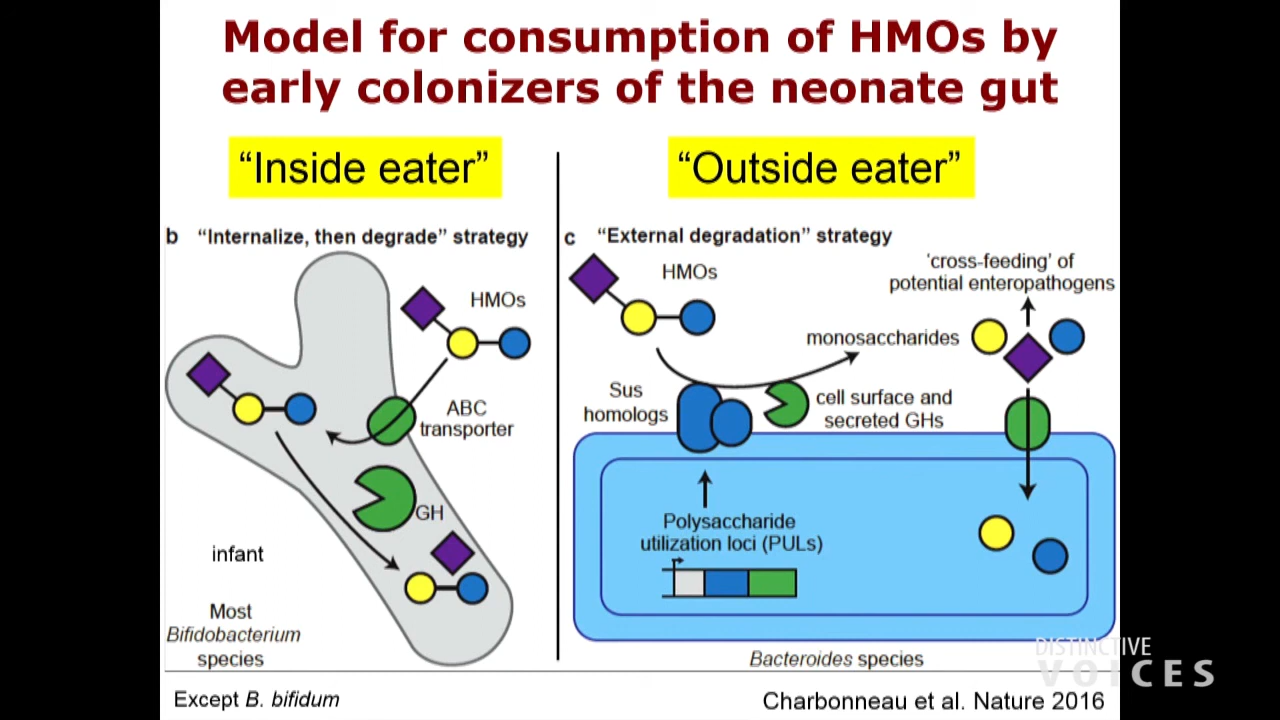 Model for consumption of HMOs by
early colonizers of the neonate gut
“Inside eater”
“Outside eater”
b “Internalize, then degrade” strategy
HMOs
ABC
transporter
GH
infant
Most
Bifidobacterium
species
c “External degradation” strategy
HMOs
‘cross-feeding’ of
potential enteropathogens
monosaccharides
Sus
homologs
cell surface and
secreted GHs
Polysaccharide
utilization loci (PULs)
Bacteroides species
DISTINCTIVE
VOICES
Except B. bifidum
Charbonneau et al. Nature 2016